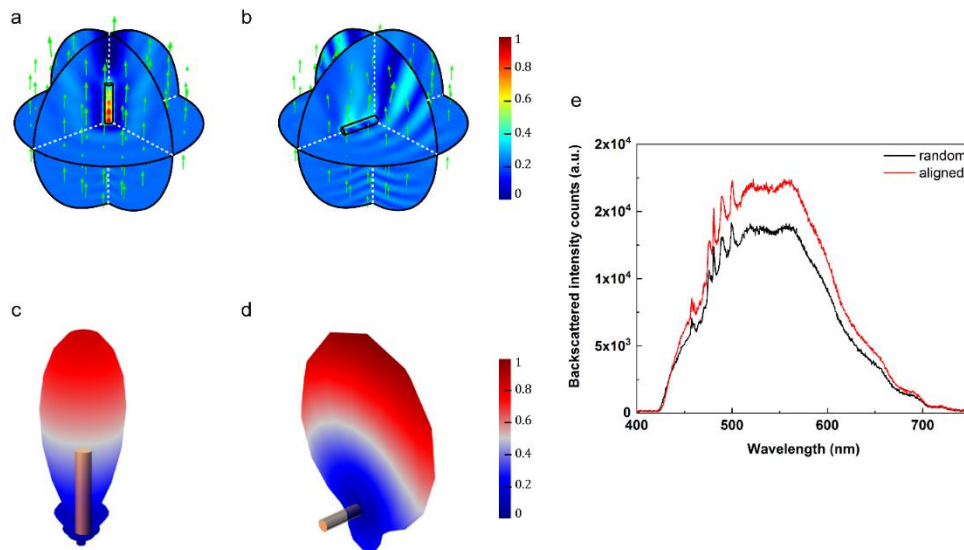 a
b
1
0.8
0.6
0.4
0.2
0
c
d
1
0.8
0.6
0.4
0.2
0
e
random
aligned
Backscattered intensity counts (a.u.)
2x10⁴
2x10⁴
1x10⁴
5x10³
0
400 500 600 700
Wavelength (nm)